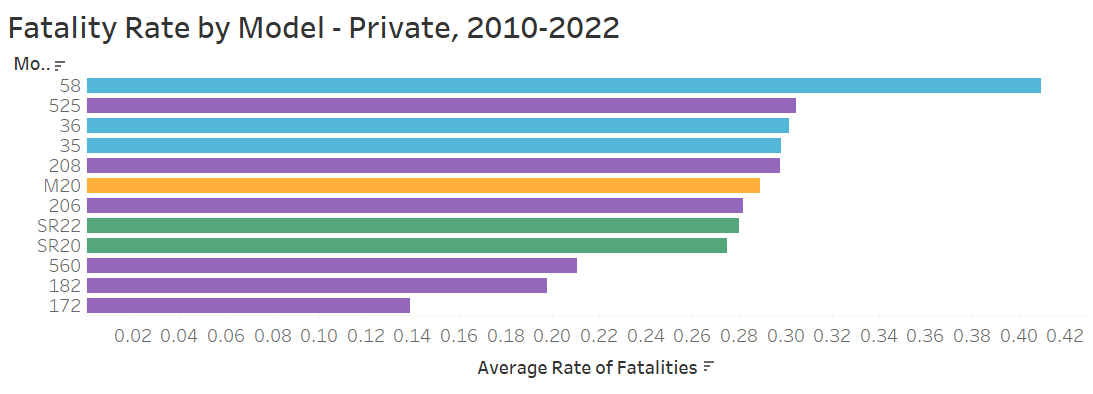 Fatality Rate by Model - Private, 2010-2022
Mo..
58
525
36
35
208
M20
206
SR22
SR20
560
182
172
0.02 0.04 0.06 0.08 0.10 0.12 0.14 0.16 0.18 0.20 0.22 0.24 0.26 0.28 0.30 0.32 0.34 0.36 0.38 0.40 0.42
Average Rate of Fatalities